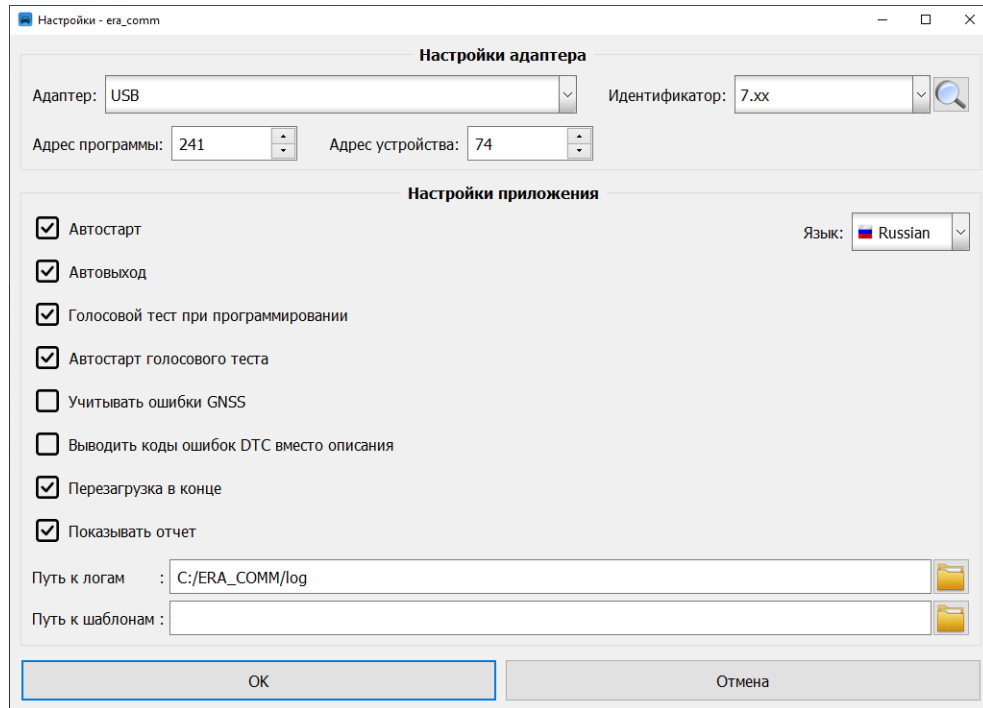 Настройки - era_comm
Настройки адаптера
Адаптер: USB Идентификатор: 7.xx
Адрес программы: 241 Адрес устройства: 74
Настройки приложения
Автостарт Язык: Russian
Автовыход
Голосовой тест при программировании
Автостарт голосового теста
Учитывать ошибки GNSS
Выводить коды ошибок DTC вместо описания
Перезагрузка в конце
Показывать отчет
Путь к логам : C:/ERA_COMM/log
Путь к шаблонам :
OK Отмена